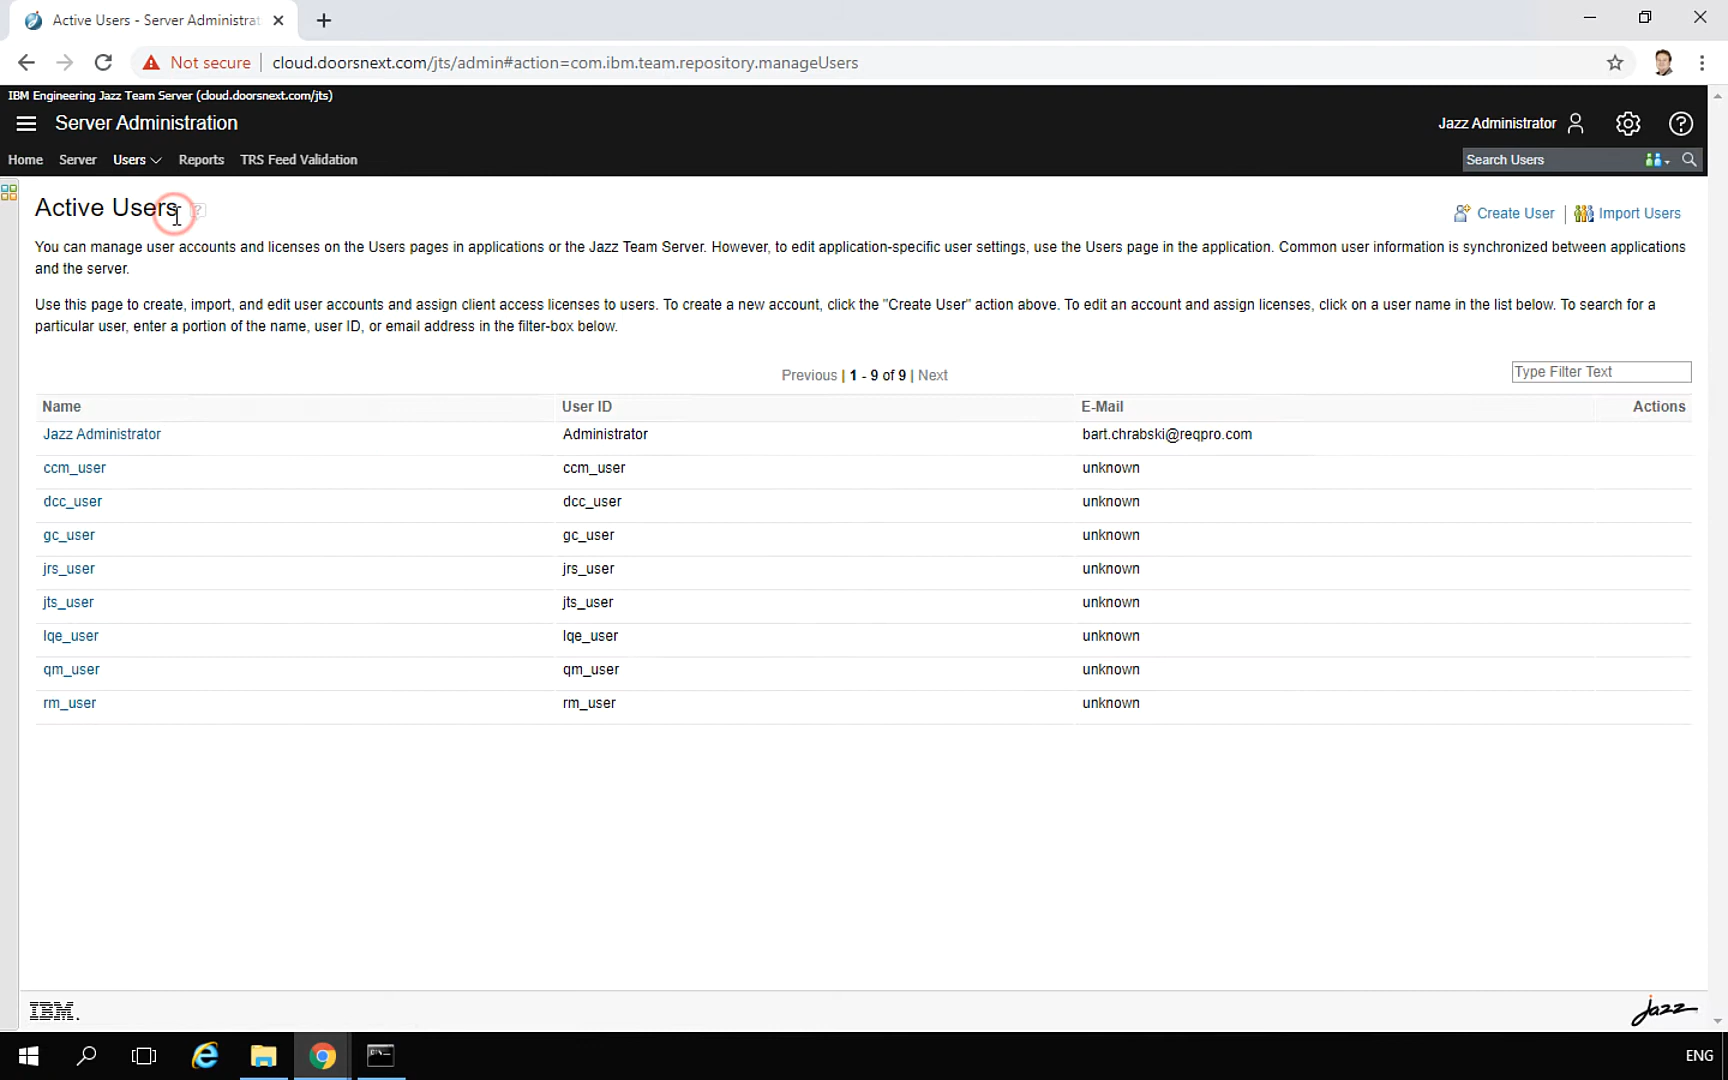 Active Users - Server Administrat
Not secure
cloud.doorsnext.com/jts/admin#action=com.ibm.team.repository.manageUsers
IBM Engineering Jazz Team Server (cloud.doorsnext.com/jts)
Server Administration
Jazz Administrator
Home Server Users Reports TRS Feed Validation
Search Users
Active Users ?
Create User | Import Users
You can manage user accounts and licenses on the Users pages in applications or the Jazz Team Server. However, to edit application-specific user settings, use the Users page in the application. Common user information is synchronized between applications
and the server.
Use this page to create, import, and edit user accounts and assign client access licenses to users. To create a new account, click the "Create User" action above. To edit an account and assign licenses, click on a user name in the list below. To search for a
particular user, enter a portion of the name, user ID, or email address in the filter-box below.
Previous | 1 - 9 of 9 | Next
Type Filter Text
Name User ID E-Mail Actions
Jazz Administrator Administrator bart.chrabski@reqpro.com
ccm_user ccm_user unknown
dcc_user dcc_user unknown
gc_user gc_user unknown
jrs_user jrs_user unknown
jts_user jts_user unknown
lqe_user lqe_user unknown
qm_user qm_user unknown
rm_user rm_user unknown
IBM.
jazz
ENG